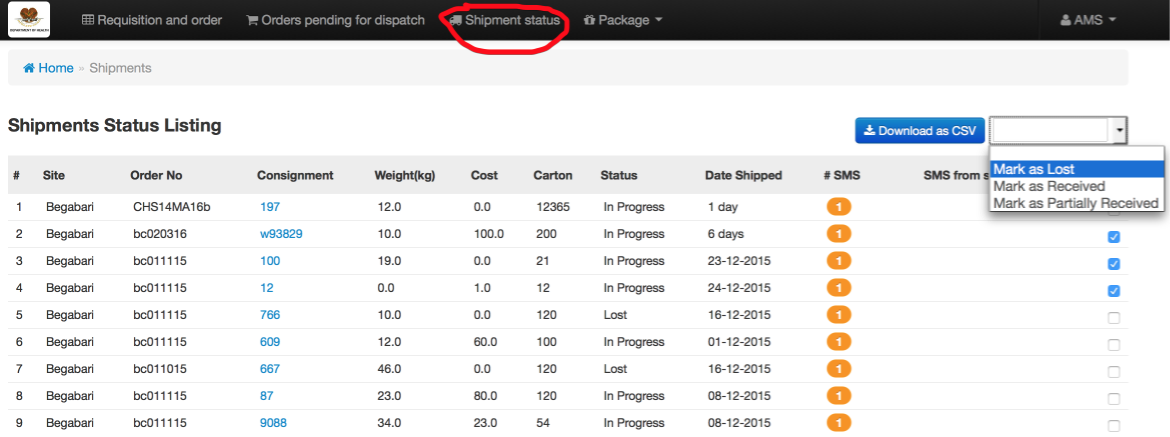 DEPARTMENT OF HEALTH
Requisition and order Orders pending for dispatch Shipment status Package AMS
Home » Shipments
Shipments Status Listing
Download as CSV
Mark as Lost
Mark as Received
Mark as Partially Received
# Site Order No Consignment Weight(kg) Cost Carton Status Date Shipped # SMS SMS from s
1 Begabari CHS14MA16b 197 12.0 0.0 12365 In Progress 1 day 1
2 Begabari bc020316 w93829 10.0 100.0 200 In Progress 6 days 1
3 Begabari bc011115 100 19.0 0.0 21 In Progress 23-12-2015 1
4 Begabari bc011115 12 0.0 1.0 12 In Progress 24-12-2015 1
5 Begabari bc011115 766 10.0 0.0 120 Lost 16-12-2015 1
6 Begabari bc011115 609 12.0 60.0 100 In Progress 01-12-2015 1
7 Begabari bc011015 667 46.0 0.0 120 Lost 16-12-2015 1
8 Begabari bc011115 87 23.0 80.0 120 In Progress 08-12-2015 1
9 Begabari bc011115 9088 34.0 23.0 54 In Progress 08-12-2015 1